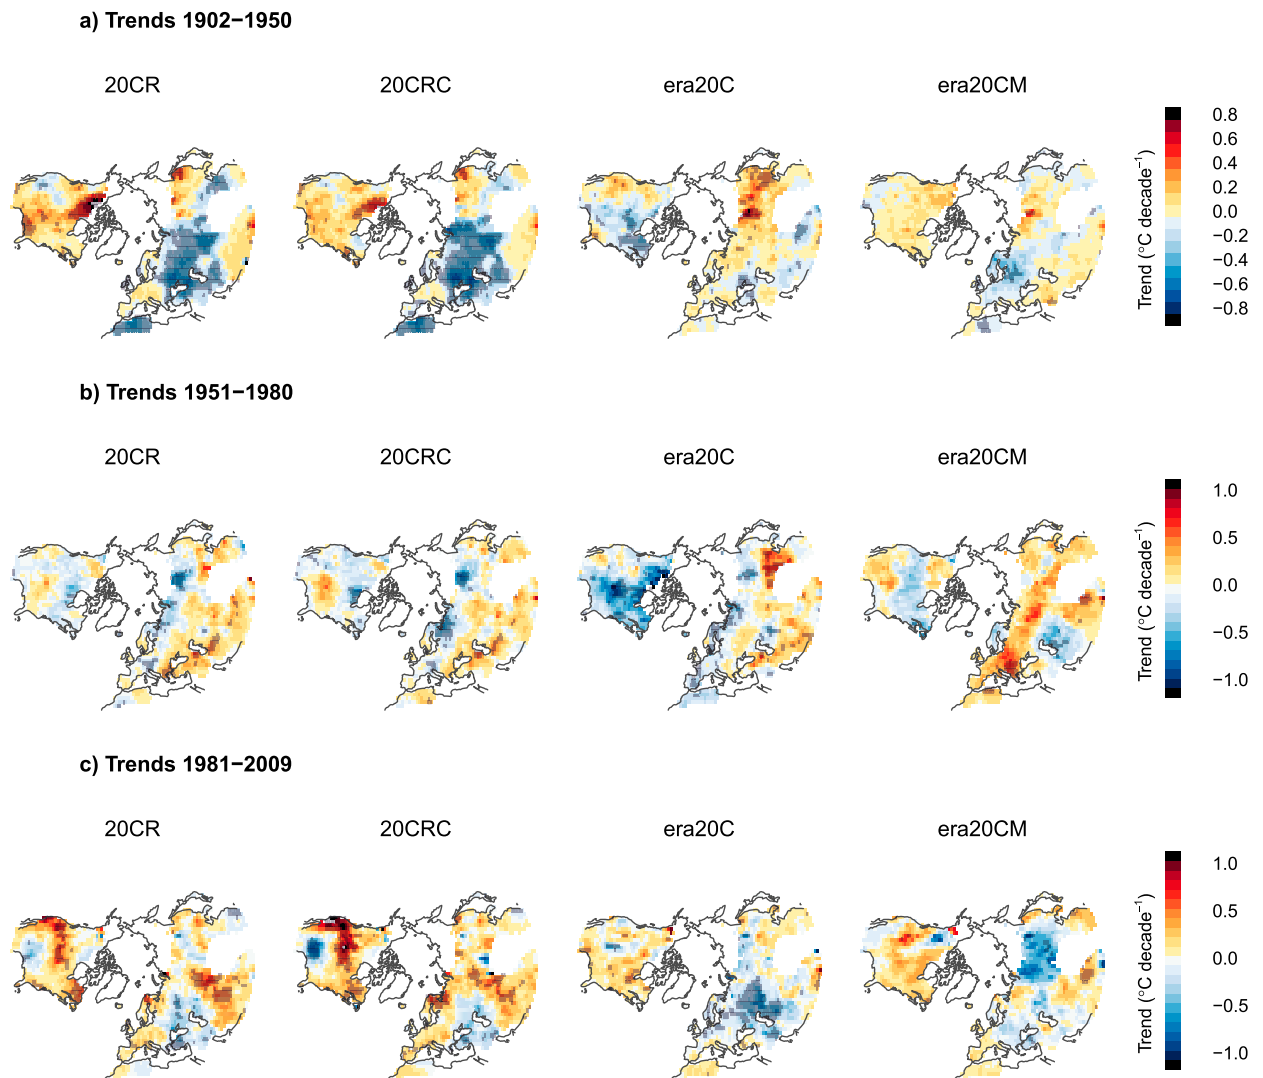 a) Trends 1902−1950
20CR 20CRC era20C era20CM
0.8
0.6
0.4
0.2
0.0
−0.2
−0.4
−0.6
−0.8
Trend (°C decade⁻¹)
b) Trends 1951−1980
20CR 20CRC era20C era20CM
1.0
0.5
0.0
−0.5
−1.0
Trend (°C decade⁻¹)
c) Trends 1981−2009
20CR 20CRC era20C era20CM
1.0
0.5
0.0
−0.5
−1.0
Trend (°C decade⁻¹)